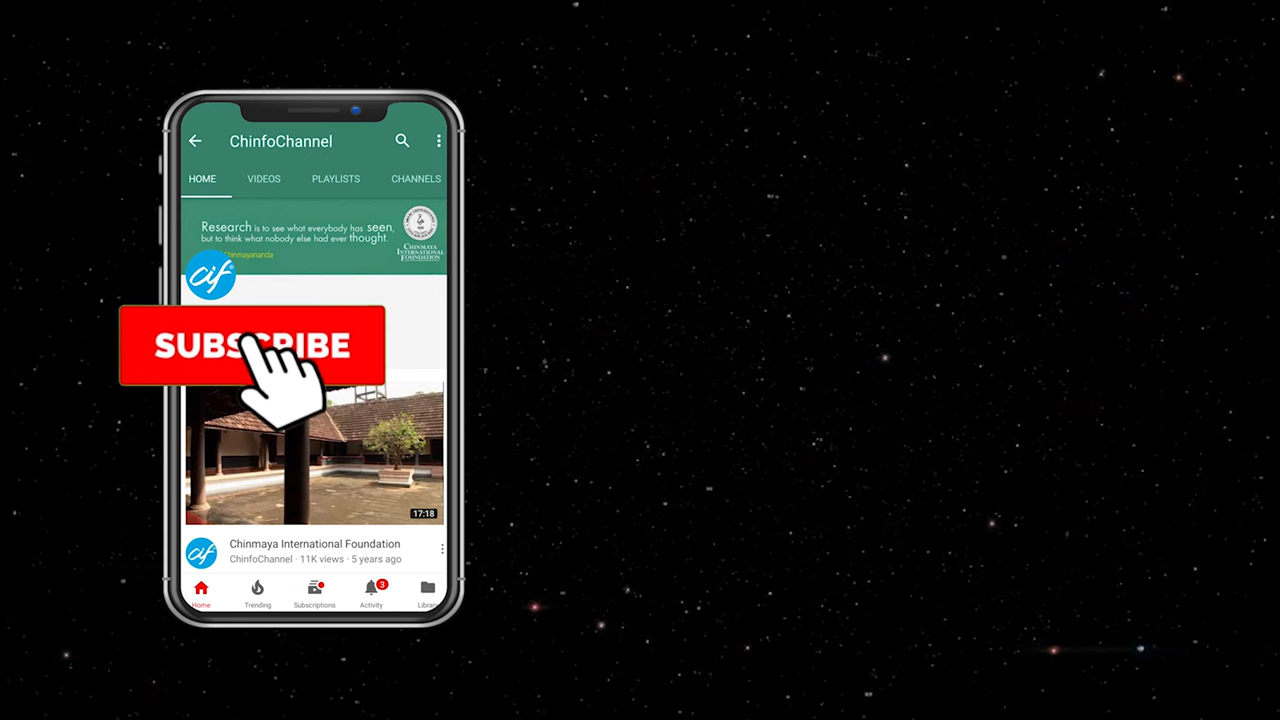 ChinfoChannel
HOME VIDEOS PLAYLISTS CHANNELS
Research is to see what everybody has seen,
but to think what nobody else had ever thought.
Chinmayananda
CHINMAYA
INTERNATIONAL
FOUNDATION
cif
SUBSCRIBE
17:18
cif
Chinmaya International Foundation
ChinfoChannel · 11K views · 5 years ago
3
Home Trending Subscriptions Activity